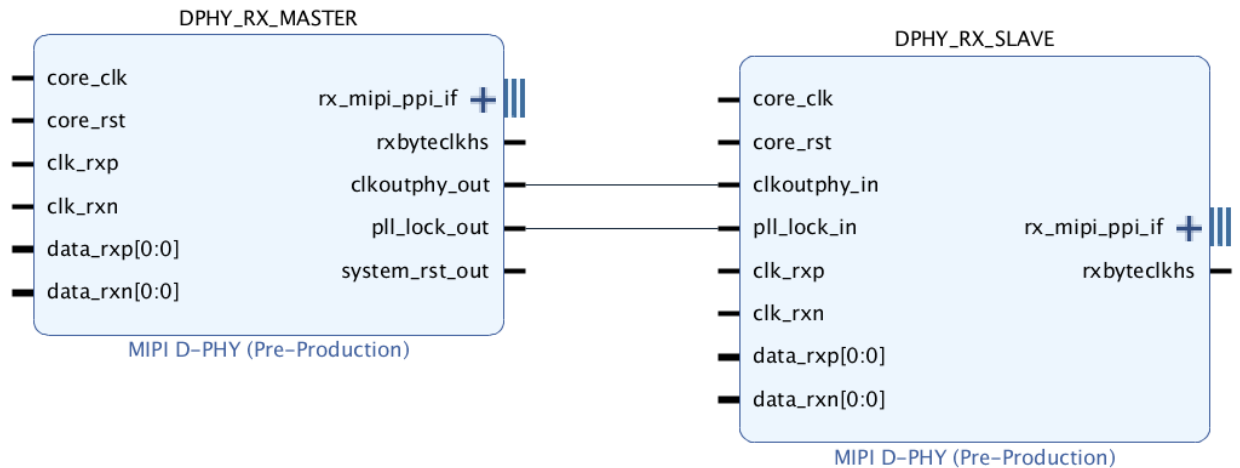 DPHY_RX_MASTER
core_clk
core_rst
clk_rxp
clk_rxn
data_rxp[0:0]
data_rxn[0:0]
rx_mipi_ppi_if
rxbyteclkhs
clkoutphy_out
pll_lock_out
system_rst_out
MIPI D-PHY (Pre-Production)
DPHY_RX_SLAVE
core_clk
core_rst
clkoutphy_in
pll_lock_in
clk_rxp
clk_rxn
data_rxp[0:0]
data_rxn[0:0]
rx_mipi_ppi_if
rxbyteclkhs
MIPI D-PHY (Pre-Production)